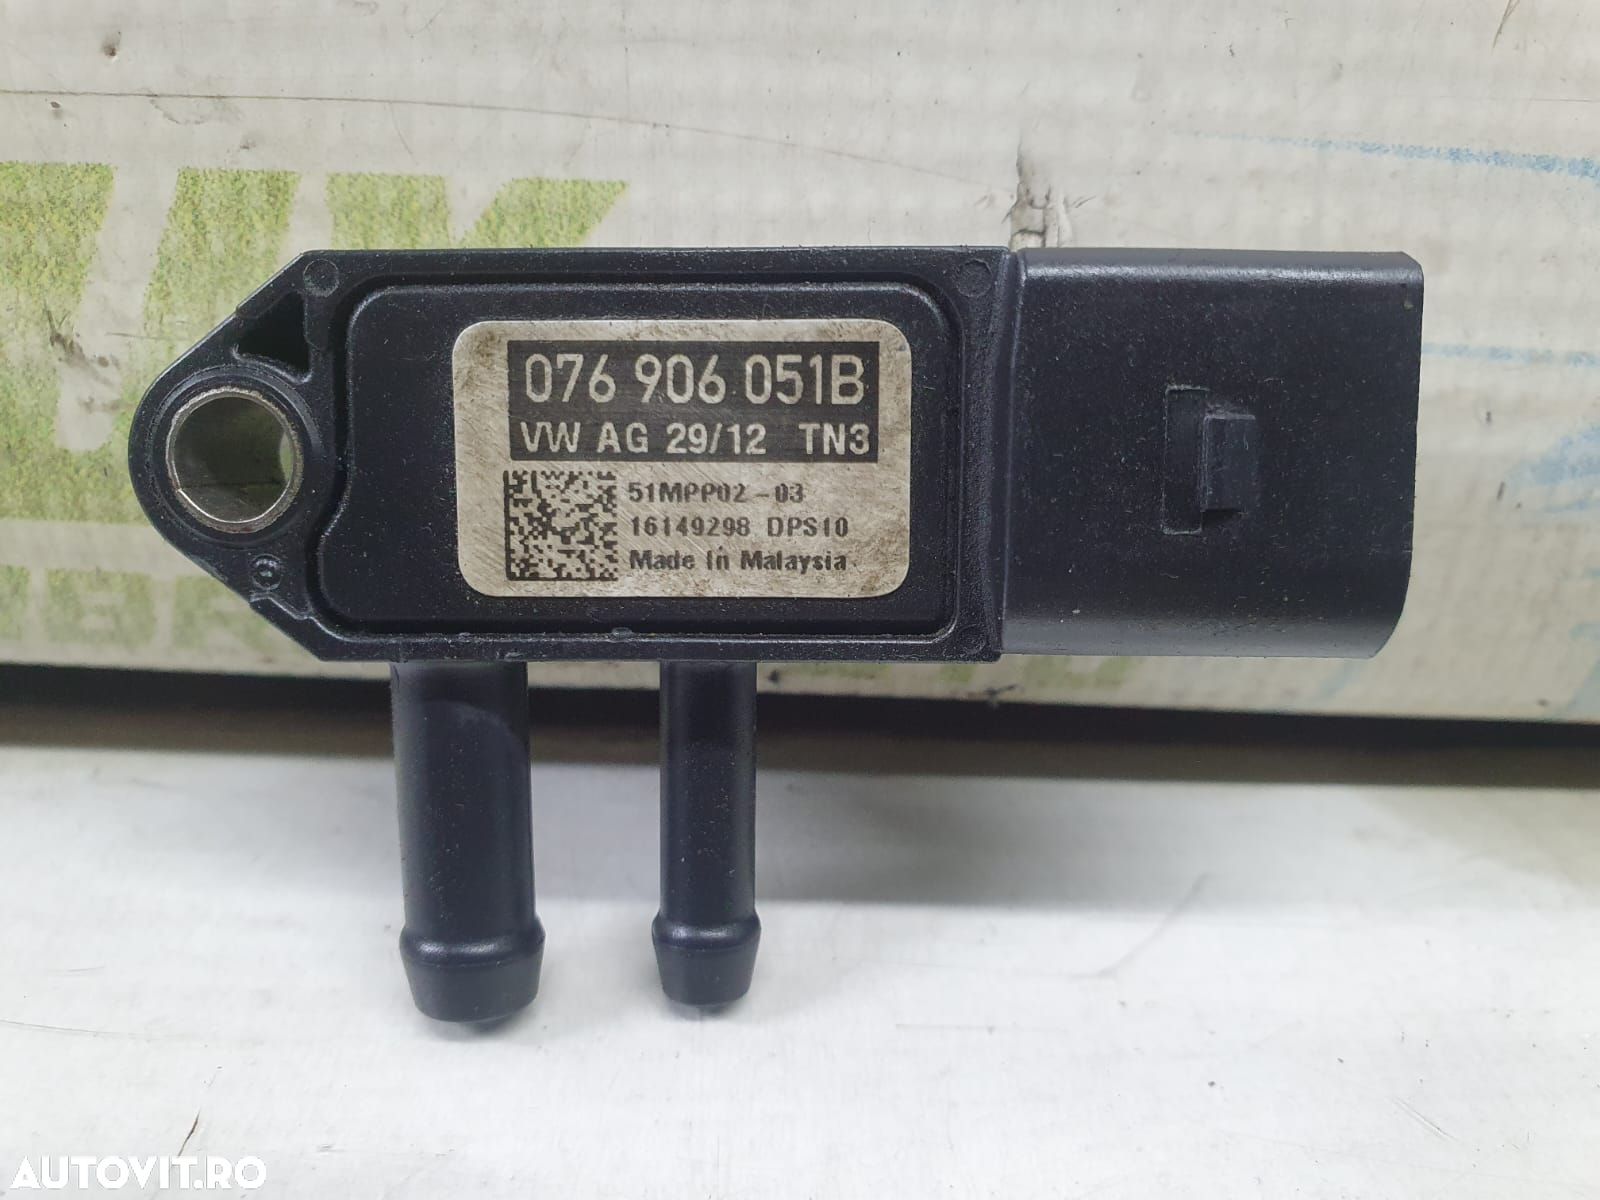 076 906 051B
VW AG 29/12 TN3
51MPP02-03
16149298 DPS10
Made In Malaysia
AUTOVIT.RO